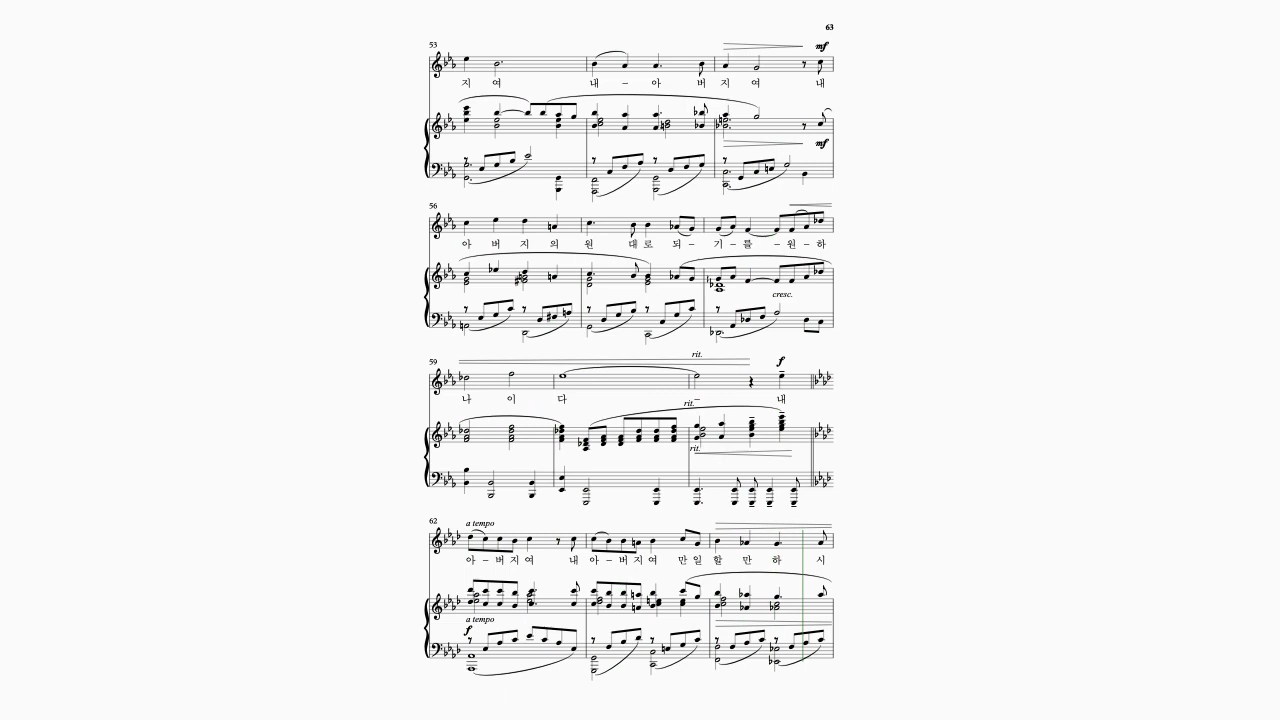 63
53
mf
지 여 내 – 아 버 지 여 내
mf
56
아 버 지 의 원 대 로 되 – 기 – 를 – 원 – 하
cresc.
59
rit.
f
나 이 다 – 내
rit.
rit.
62
a tempo
아 – 버 지 여 내 아 – 버 지 여 만 일 할 만 하 시
a tempo
f